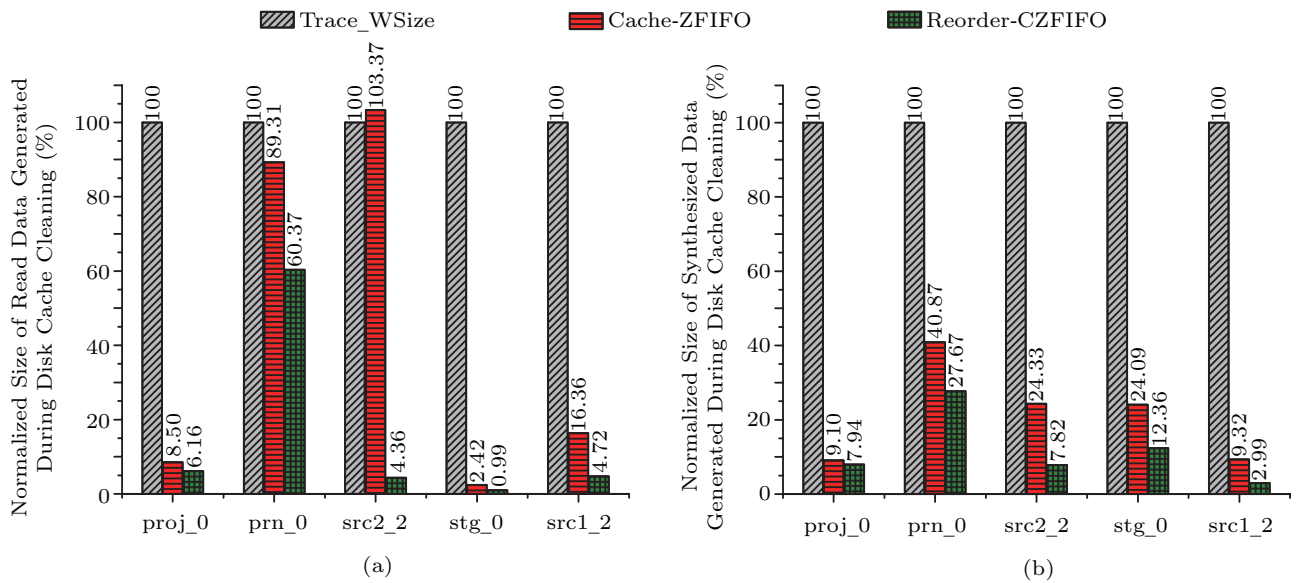 Trace_WSize Cache-ZFIFO Reorder-CZFIFO
Normalized Size of Read Data Generated
During Disk Cache Cleaning (%)
100
80
60
40
20
0
100 8.50 6.16
100 89.31 60.37
100 103.37 4.36
100 2.42 0.99
100 16.36 4.72
proj_0 prn_0 src2_2 stg_0 src1_2
(a)
Normalized Size of Synthesized Data
Generated During Disk Cache Cleaning (%)
100
80
60
40
20
0
100 9.10 7.94
100 40.87 27.67
100 24.33 7.82
100 24.09 12.36
100 9.32 2.99
proj_0 prn_0 src2_2 stg_0 src1_2
(b)